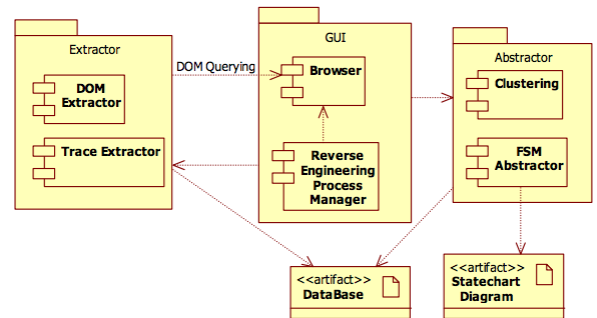 Extractor
DOM
Extractor
Trace Extractor
DOM Querying
GUI
Browser
Reverse
Engineering
Process
Manager
Abstractor
Clustering
FSM
Abstractor
<<artifact>>
DataBase
<<artifact>>
Statechart
Diagram